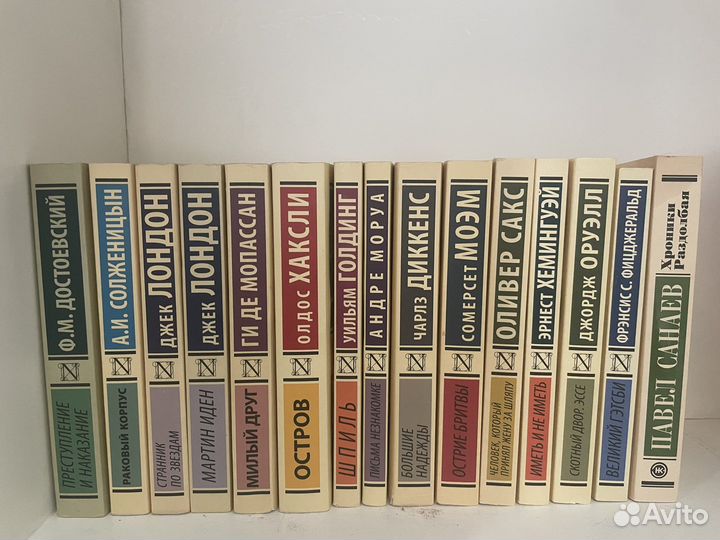 Ф.М. ДОСТОЕВСКИЙ
ПРЕСТУПЛЕНИЕ
И НАКАЗАНИЕ
А.И. СОЛЖЕНИЦЫН
РАКОВЫЙ КОРПУС
ДЖЕК ЛОНДОН
СТРАННИК
ПО ЗВЕЗДАМ
ДЖЕК ЛОНДОН
МАРТИН ИДЕН
ГИ ДЕ МОПАССАН
МИЛЫЙ ДРУГ
ОЛДОС ХАКСЛИ
ОСТРОВ
УИЛЬЯМ ГОЛДИНГ
ШПИЛЬ
АНДРЕ МОРУА
ПИСЬМА НЕЗНАКОМКЕ
ЧАРЛЗ ДИККЕНС
БОЛЬШИЕ
НАДЕЖДЫ
СОМЕРСЕТ МОЭМ
ОСТРИЕ БРИТВЫ
ОЛИВЕР САКС
ЧЕЛОВЕК, КОТОРЫЙ
ПРИНЯЛ ЖЕНУ ЗА ШЛЯПУ
ЭРНЕСТ ХЕМИНГУЭЙ
ИМЕТЬ И НЕ ИМЕТЬ
ДЖОРДЖ ОРУЭЛЛ
СКОТНЫЙ ДВОР. ЭССЕ
ФРЭНСИС С. ФИЦДЖЕРАЛЬД
ВЕЛИКИЙ ГЭТСБИ
Хроники
Раздолбая
ПАВЕЛ САНАЕВ
Avito